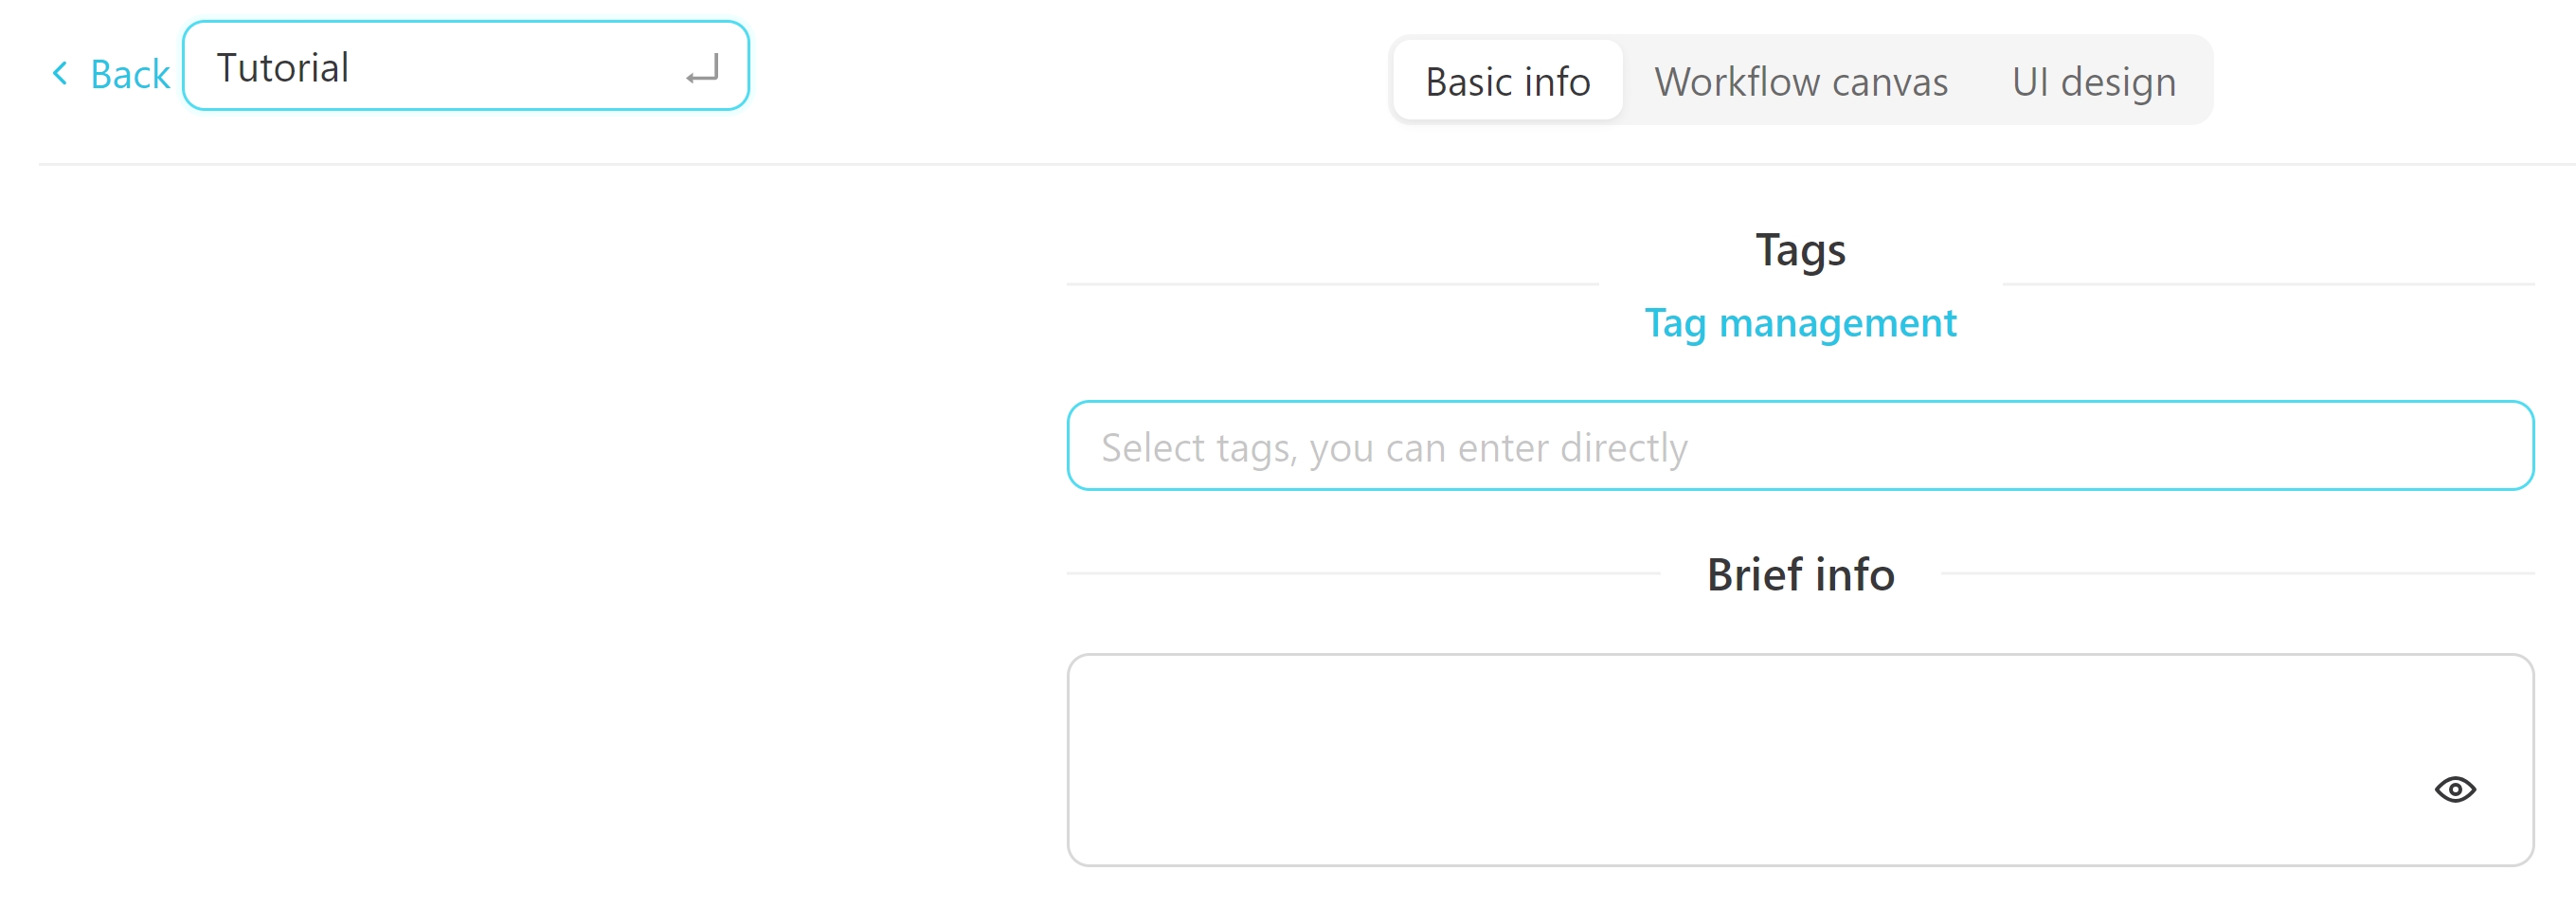 Back
Tutorial
Basic info
Workflow canvas
UI design
Tags
Tag management
Select tags, you can enter directly
Brief info